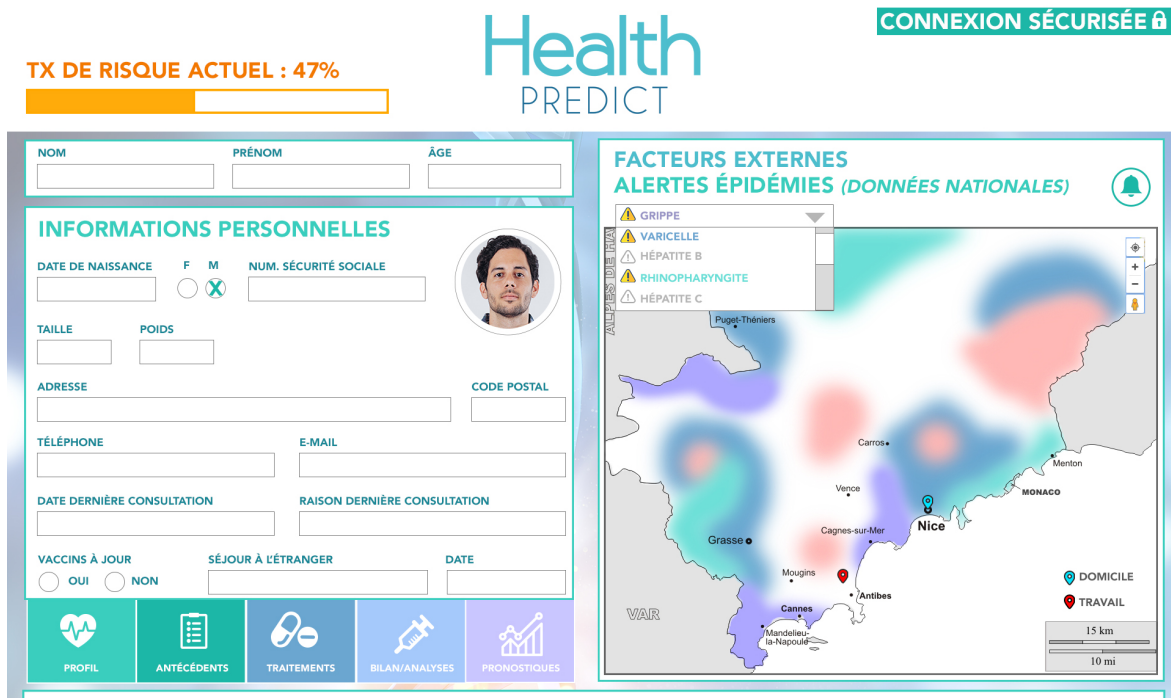 CONNEXION SÉCURISÉE
Health
PREDICT
TX DE RISQUE ACTUEL : 47%
NOM PRÉNOM ÂGE
INFORMATIONS PERSONNELLES
DATE DE NAISSANCE F M NUM. SÉCURITÉ SOCIALE
X
TAILLE POIDS
ADRESSE CODE POSTAL
TÉLÉPHONE E-MAIL
DATE DERNIÈRE CONSULTATION RAISON DERNIÈRE CONSULTATION
VACCINS À JOUR SÉJOUR À L'ÉTRANGER DATE
OUI NON
PROFIL ANTÉCÉDENTS TRAITEMENTS BILAN/ANALYSES PRONOSTIQUES
FACTEURS EXTERNES
ALERTES ÉPIDÉMIES (DONNÉES NATIONALES)
GRIPPE
VARICELLE
HÉPATITE B
RHINOPHARYNGITE
HÉPATITE C
ALPES DE HA
Puget-Théniers
Carros
Menton
Vence
MONACO
Nice
Cagnes-sur-Mer
Grasse
Mougins
Antibes
Cannes
Mandelieu-
la-Napoule
VAR
DOMICILE
TRAVAIL
15 km
10 mi